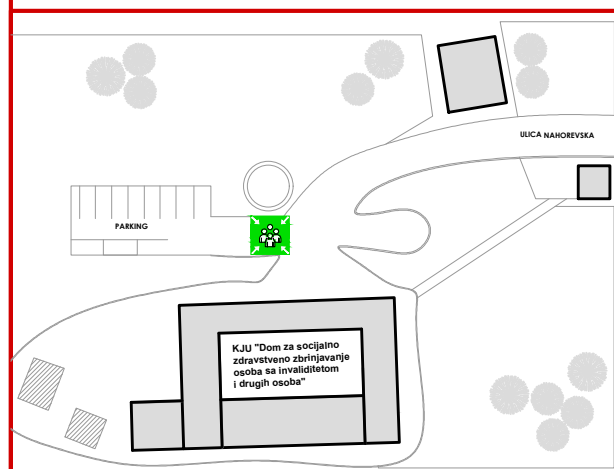 ULICA NAHOREVSKA
PARKING
KJU "Dom za socijalno
zdravstveno zbrinjavanje
osoba sa invaliditetom
i drugih osoba"